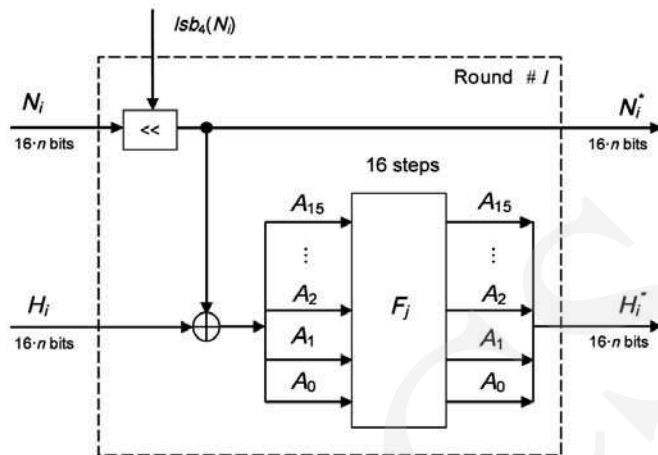 lsb4(Ni)
Round # I
Ni
<<
Ni*
16·n bits
16·n bits
16 steps
A15
A15
⋮
⋮
Hi
A2
Fj
A2
Hi*
16·n bits
A1
A1
16·n bits
A0
A0